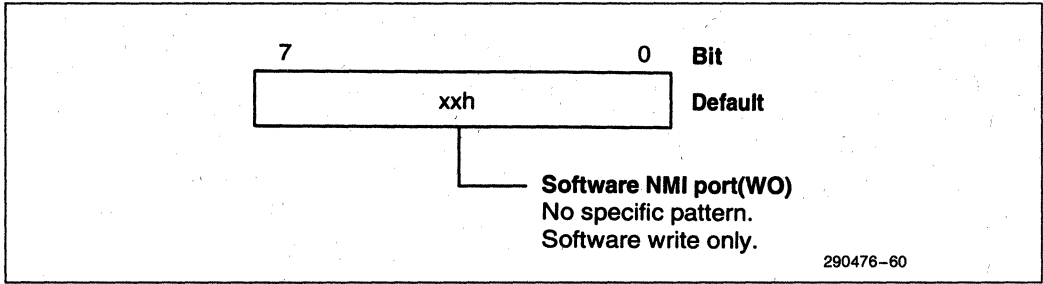 7 0 Bit
xxh Default
Software NMI port(WO)
No specific pattern.
Software write only.
290476–60